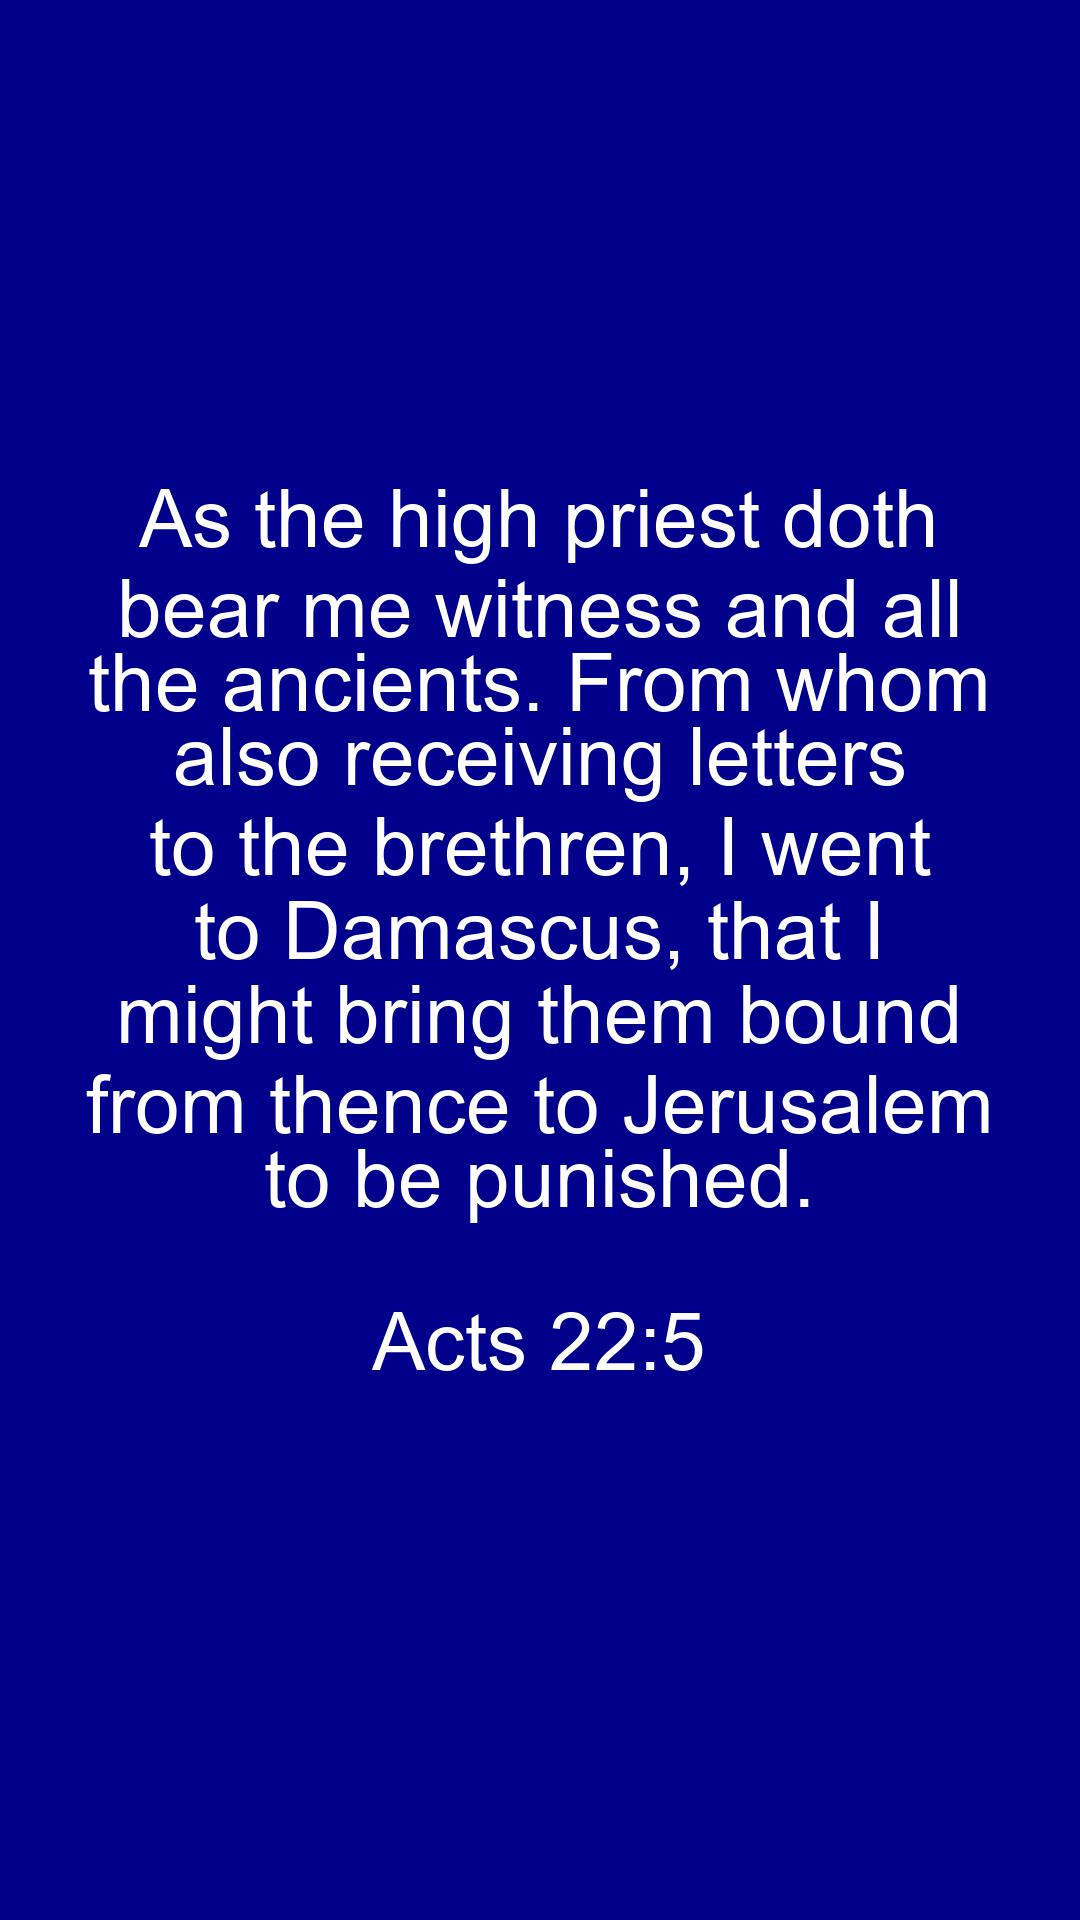 As the high priest doth
bear me witness and all
the ancients. From whom
also receiving letters
to the brethren, I went
to Damascus, that I
might bring them bound
from thence to Jerusalem
to be punished.
Acts 22:5